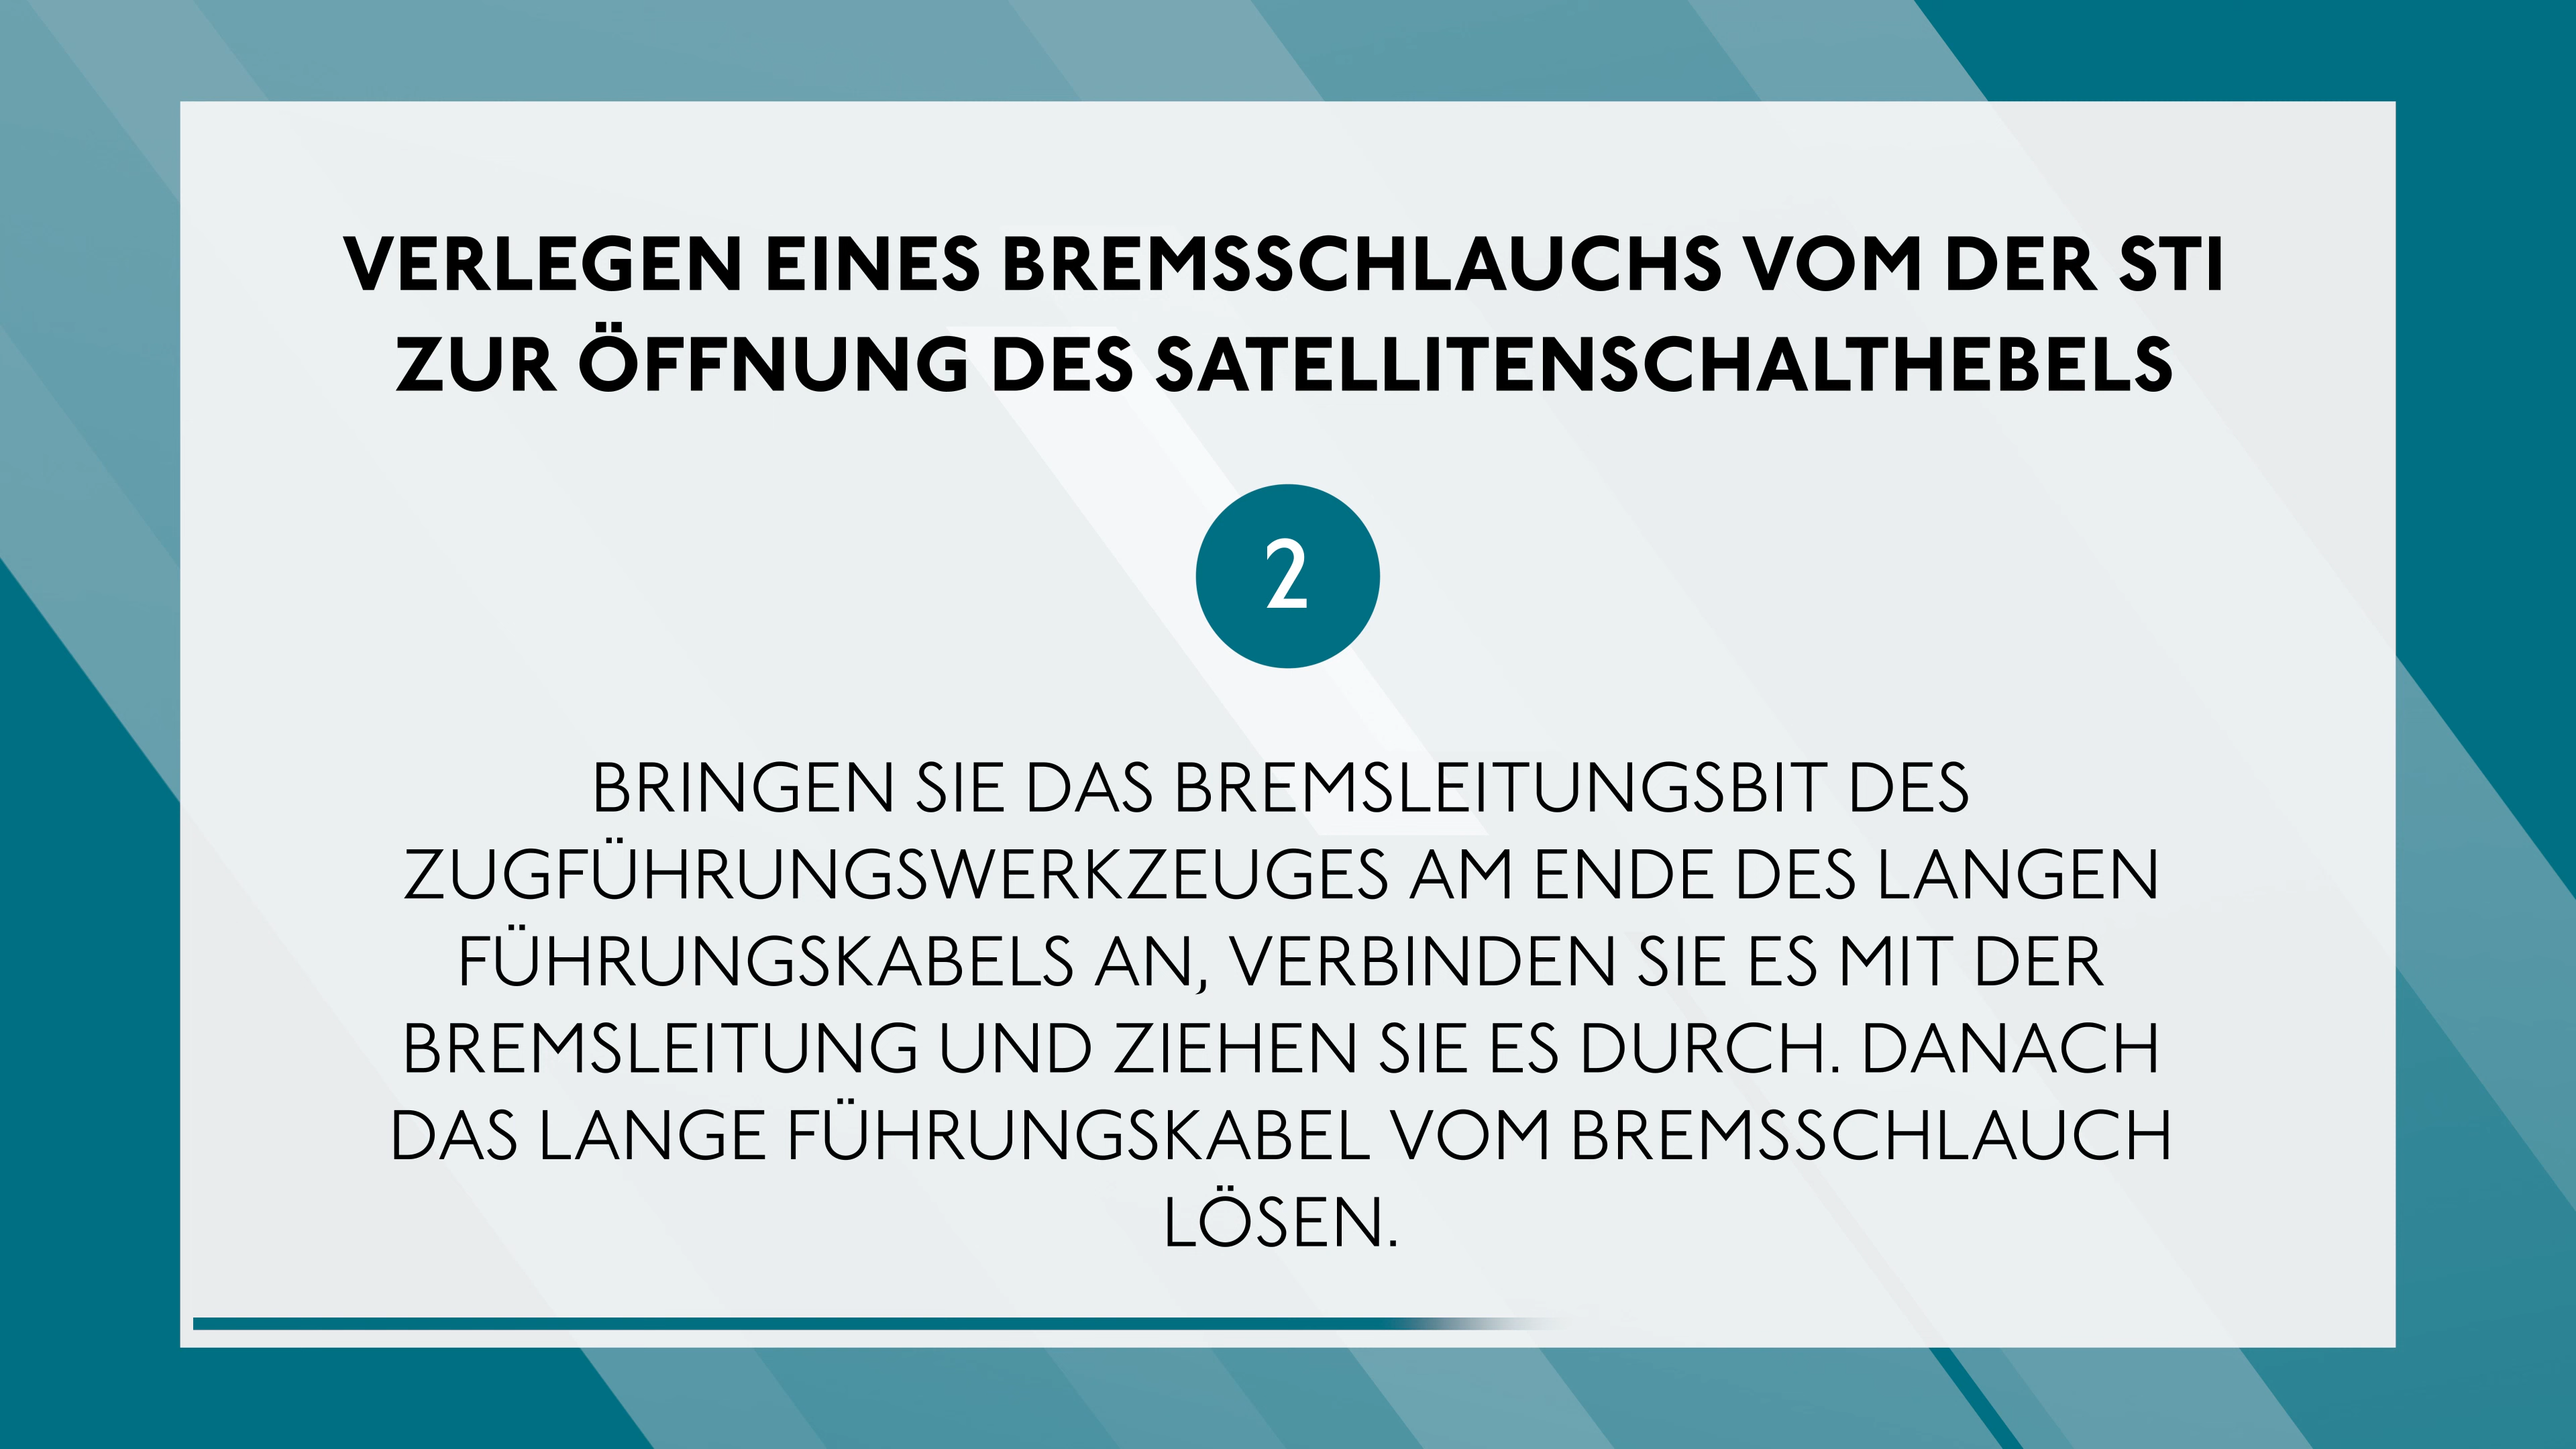 VERLEGEN EINES BREMSSCHLAUCHS VOM DER STI
ZUR ÖFFNUNG DES SATELLITENSCHALTHEBELS
2
BRINGEN SIE DAS BREMSLEITUNGSBIT DES
ZUGFÜHRUNGSWERKZEUGES AM ENDE DES LANGEN
FÜHRUNGSKABELS AN, VERBINDEN SIE ES MIT DER
BREMSLEITUNG UND ZIEHEN SIE ES DURCH. DANACH
DAS LANGE FÜHRUNGSKABEL VOM BREMSSCHLAUCH
LÖSEN.